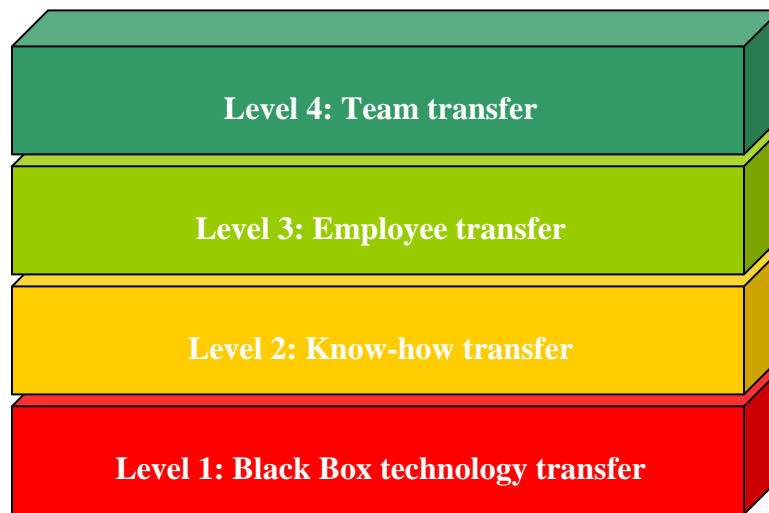 Level 4: Team transfer
Level 3: Employee transfer
Level 2: Know-how transfer
Level 1: Black Box technology transfer